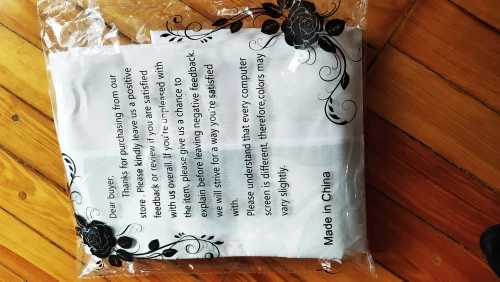 Dear buyer,
Thanks for purchasing from our
store. Please kindly leave us a positive
feedback or review if you are satisfied
with us overall. If you're unpleased with
the item, please give us a chance to
explain before leaving negative feedback.
we will strive for a way you re satisfied
with.
Please understand that every computer
screen is different, therefore,colors may
vary slightly.
Made in China